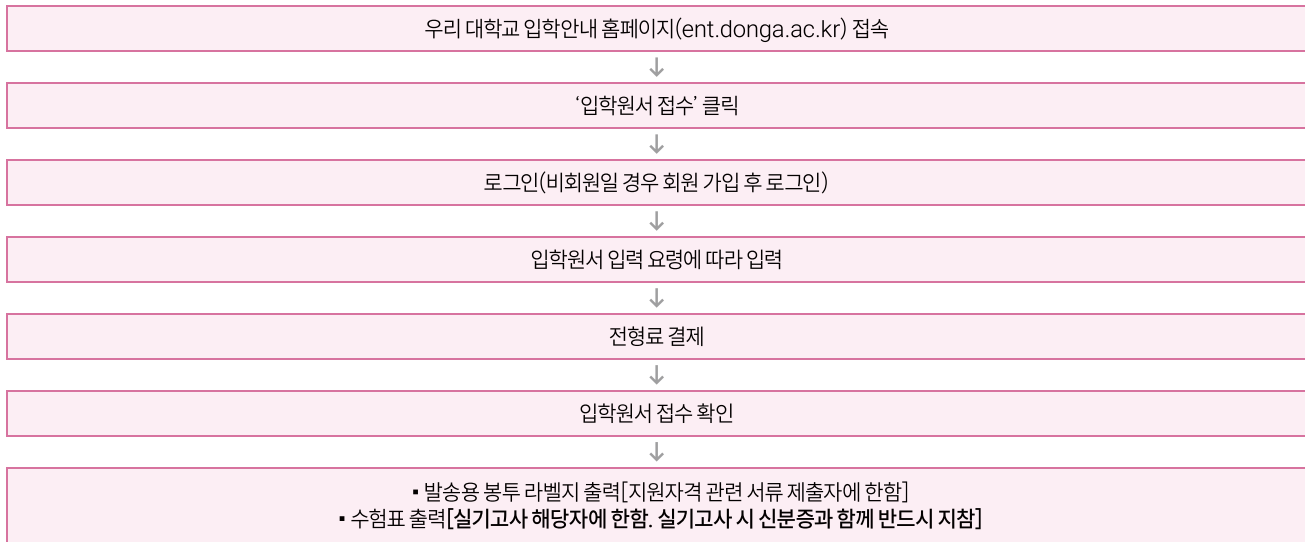 우리 대학교 입학안내 홈페이지(ent.donga.ac.kr) 접속
↓
‘입학원서 접수’ 클릭
↓
로그인(비회원일 경우 회원 가입 후 로그인)
↓
입학원서 입력 요령에 따라 입력
↓
전형료 결제
↓
입학원서 접수 확인
↓
▪ 발송용 봉투 라벨지 출력[지원자격 관련 서류 제출자에 한함]
▪ 수험표 출력[실기고사 해당자에 한함. 실기고사 시 신분증과 함께 반드시 지참]